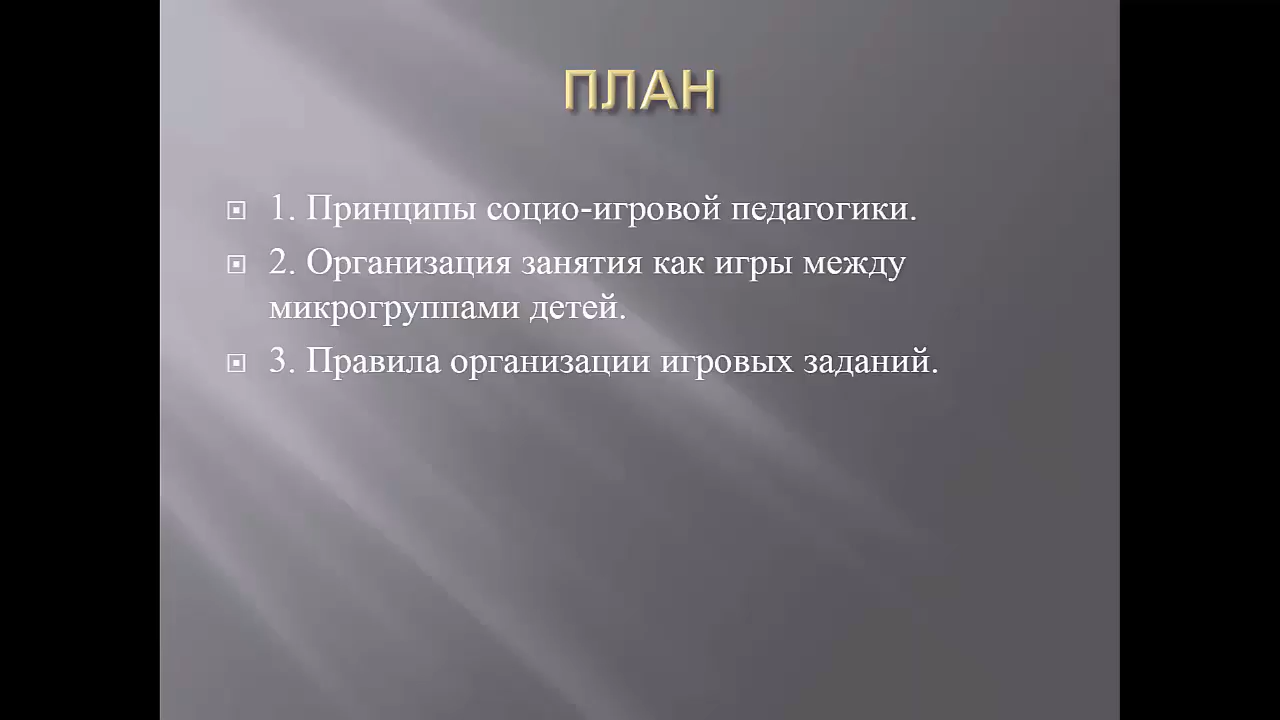 ПЛАН
1. Принципы социо-игровой педагогики.
2. Организация занятия как игры между
микрогруппами детей.
3. Правила организации игровых заданий.